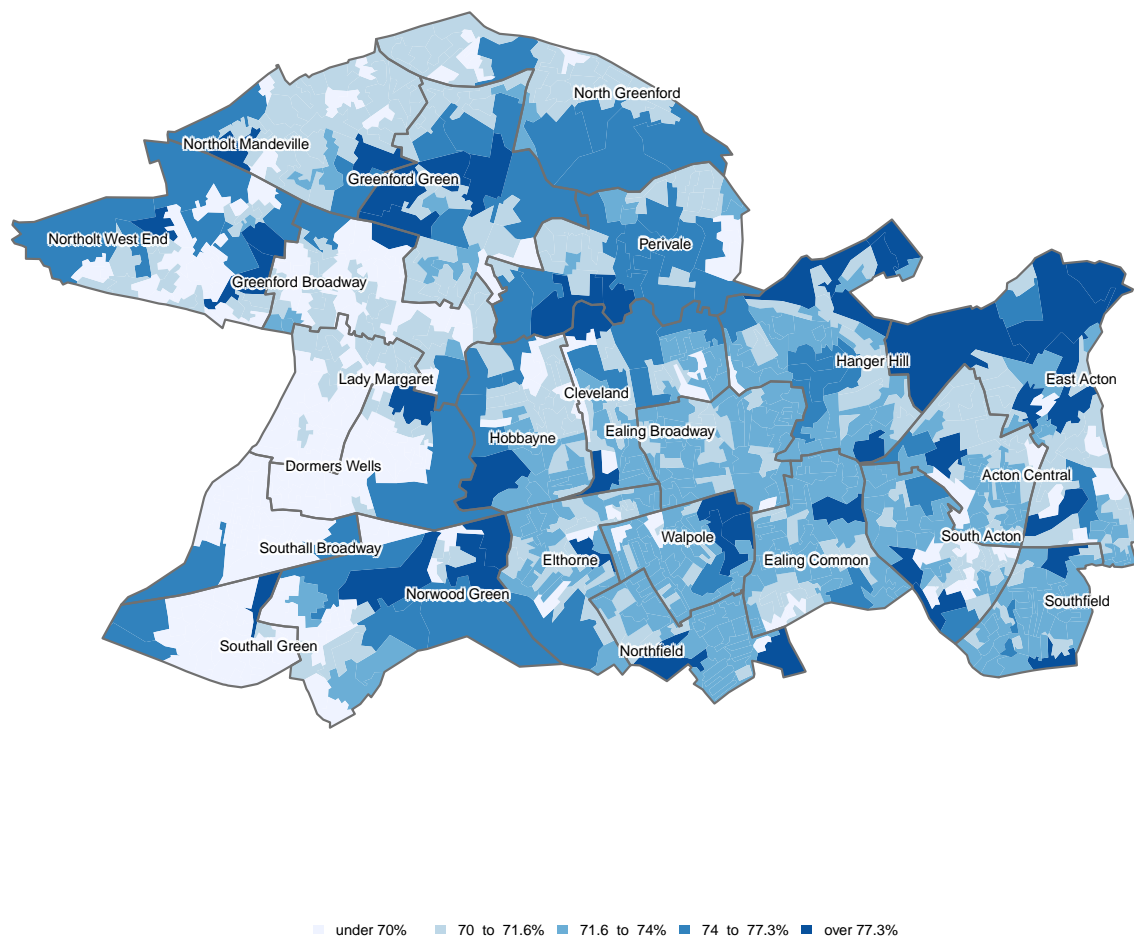 North Greenford
Northolt Mandeville
Greenford Green
Northolt West End
Perivale
Greenford Broadway
Hanger Hill
Lady Margaret
East Acton
Cleveland
Ealing Broadway
Hobbayne
Dormers Wells
Acton Central
South Acton
Walpole
Southall Broadway
Elthorne
Ealing Common
Norwood Green
Southfield
Southall Green
Northfield
under 70% 70 to 71.6% 71.6 to 74% 74 to 77.3% over 77.3%